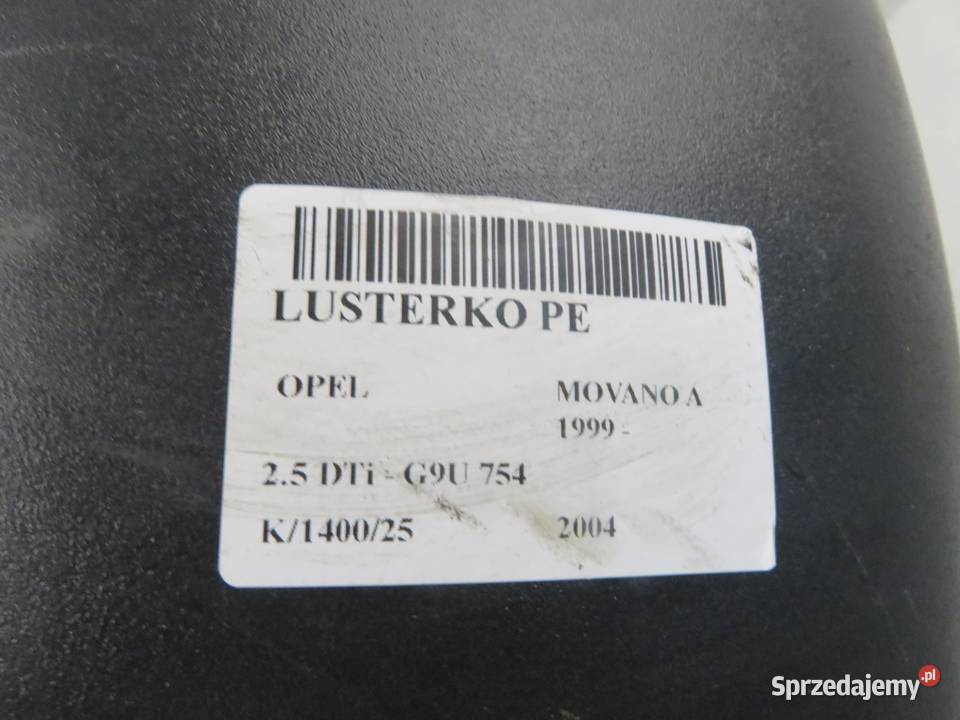 LUSTERKO PE
OPEL MOVANO A
1999 -
2.5 DTi - G9U 754
K/1400/25 2004
Sprzedajemy.pl